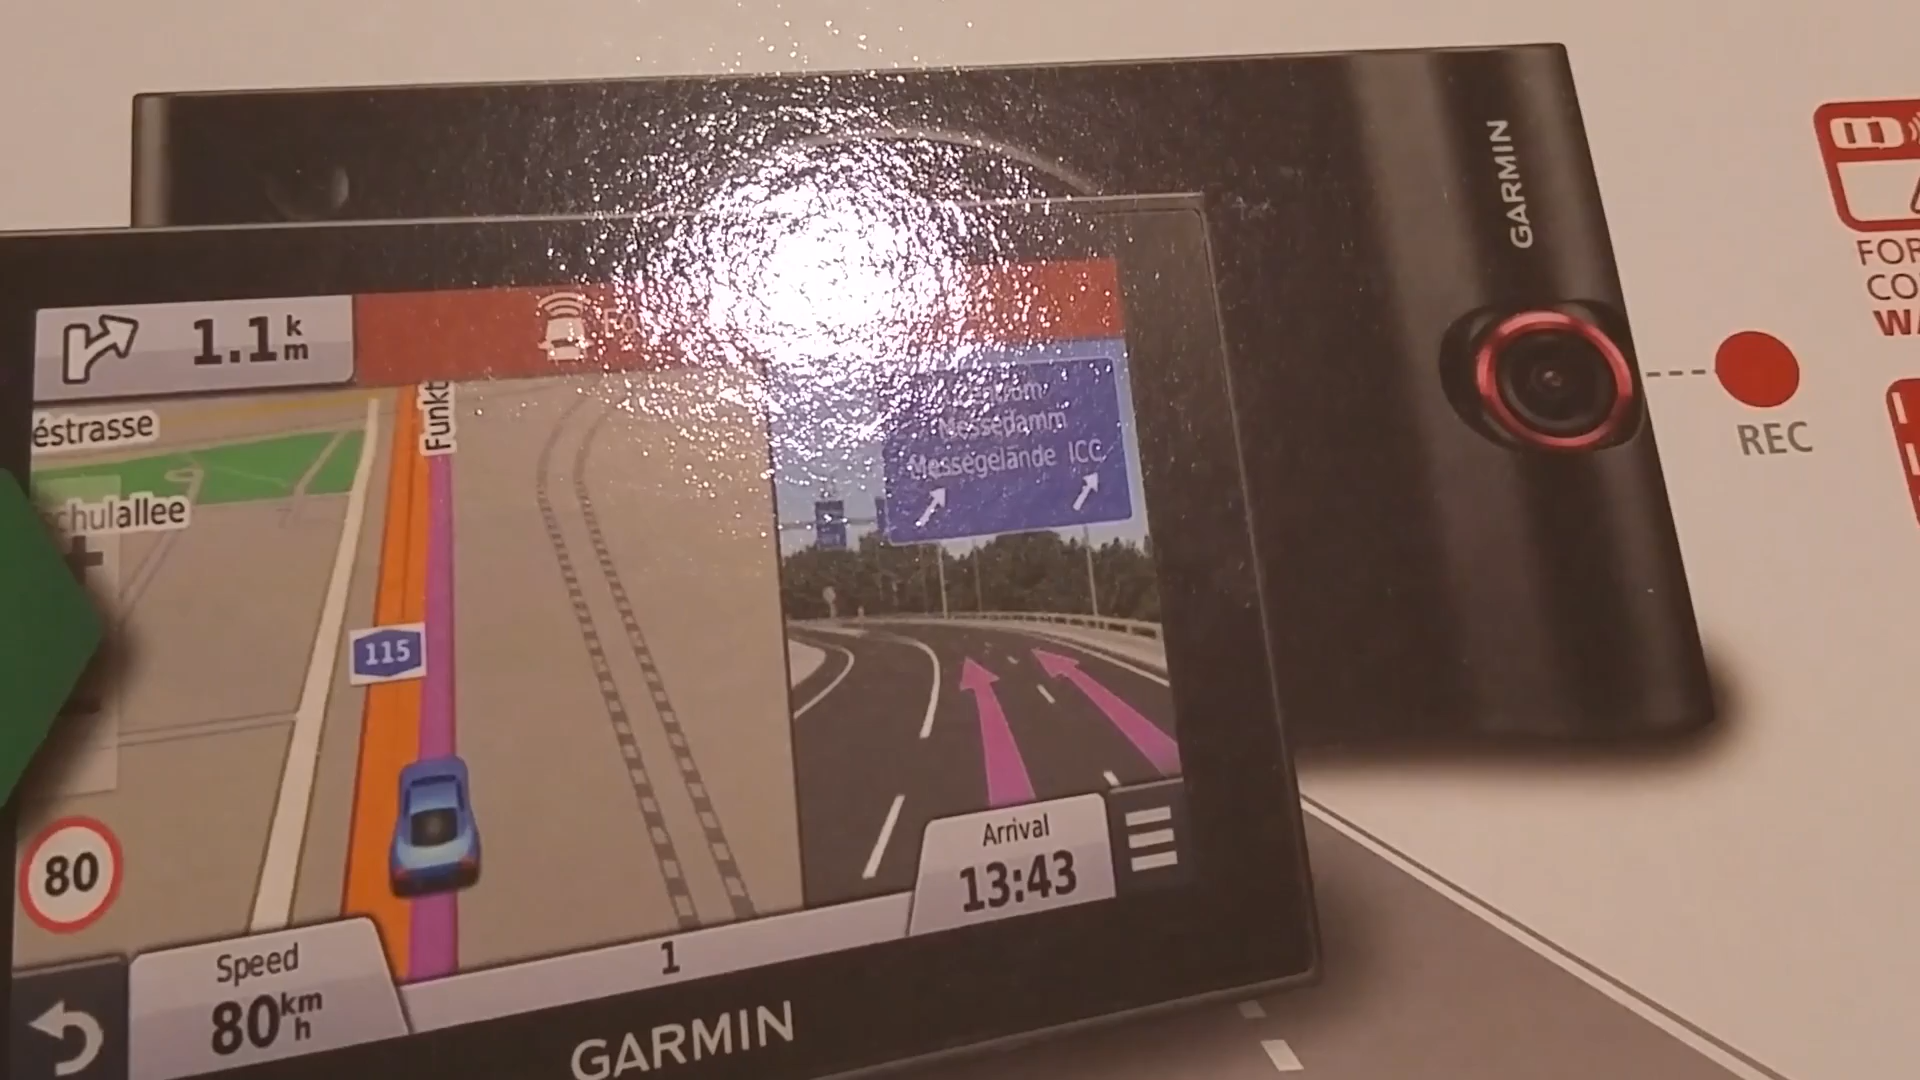 GARMIN
REC
FOR
CO
WA
1.1 km
éstrasse
Funkt
chulallee
115
Messedamm
Messegelände ICC
80
Speed
80 km h
1
Arrival
13:43
GARMIN